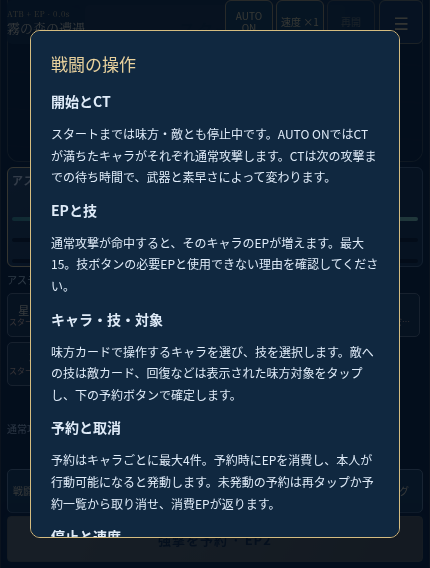 ATB × EP · 0.0s
霧の森の遭遇
AUTO
ON
速度 ×1
再開
戦闘の操作
開始とCT
スタートまでは味方・敵とも停止中です。AUTO ONではCT
が満ちたキャラがそれぞれ通常攻撃します。CTは次の攻撃ま
での待ち時間で、武器と素早さによって変わります。
EPと技
通常攻撃が命中すると、そのキャラのEPが増えます。最大
15。技ボタンの必要EPと使用できない理由を確認してくださ
い。
キャラ・技・対象
味方カードで操作するキャラを選び、技を選択します。敵へ
の技は敵カード、回復などは表示された味方対象をタップ
し、下の予約ボタンで確定します。
予約と取消
予約はキャラごとに最大4件。予約時にEPを消費し、本人が
行動可能になると発動します。未発動の予約は再タップか予
約一覧から取り消せ、消費EPが返ります。
停止と速度